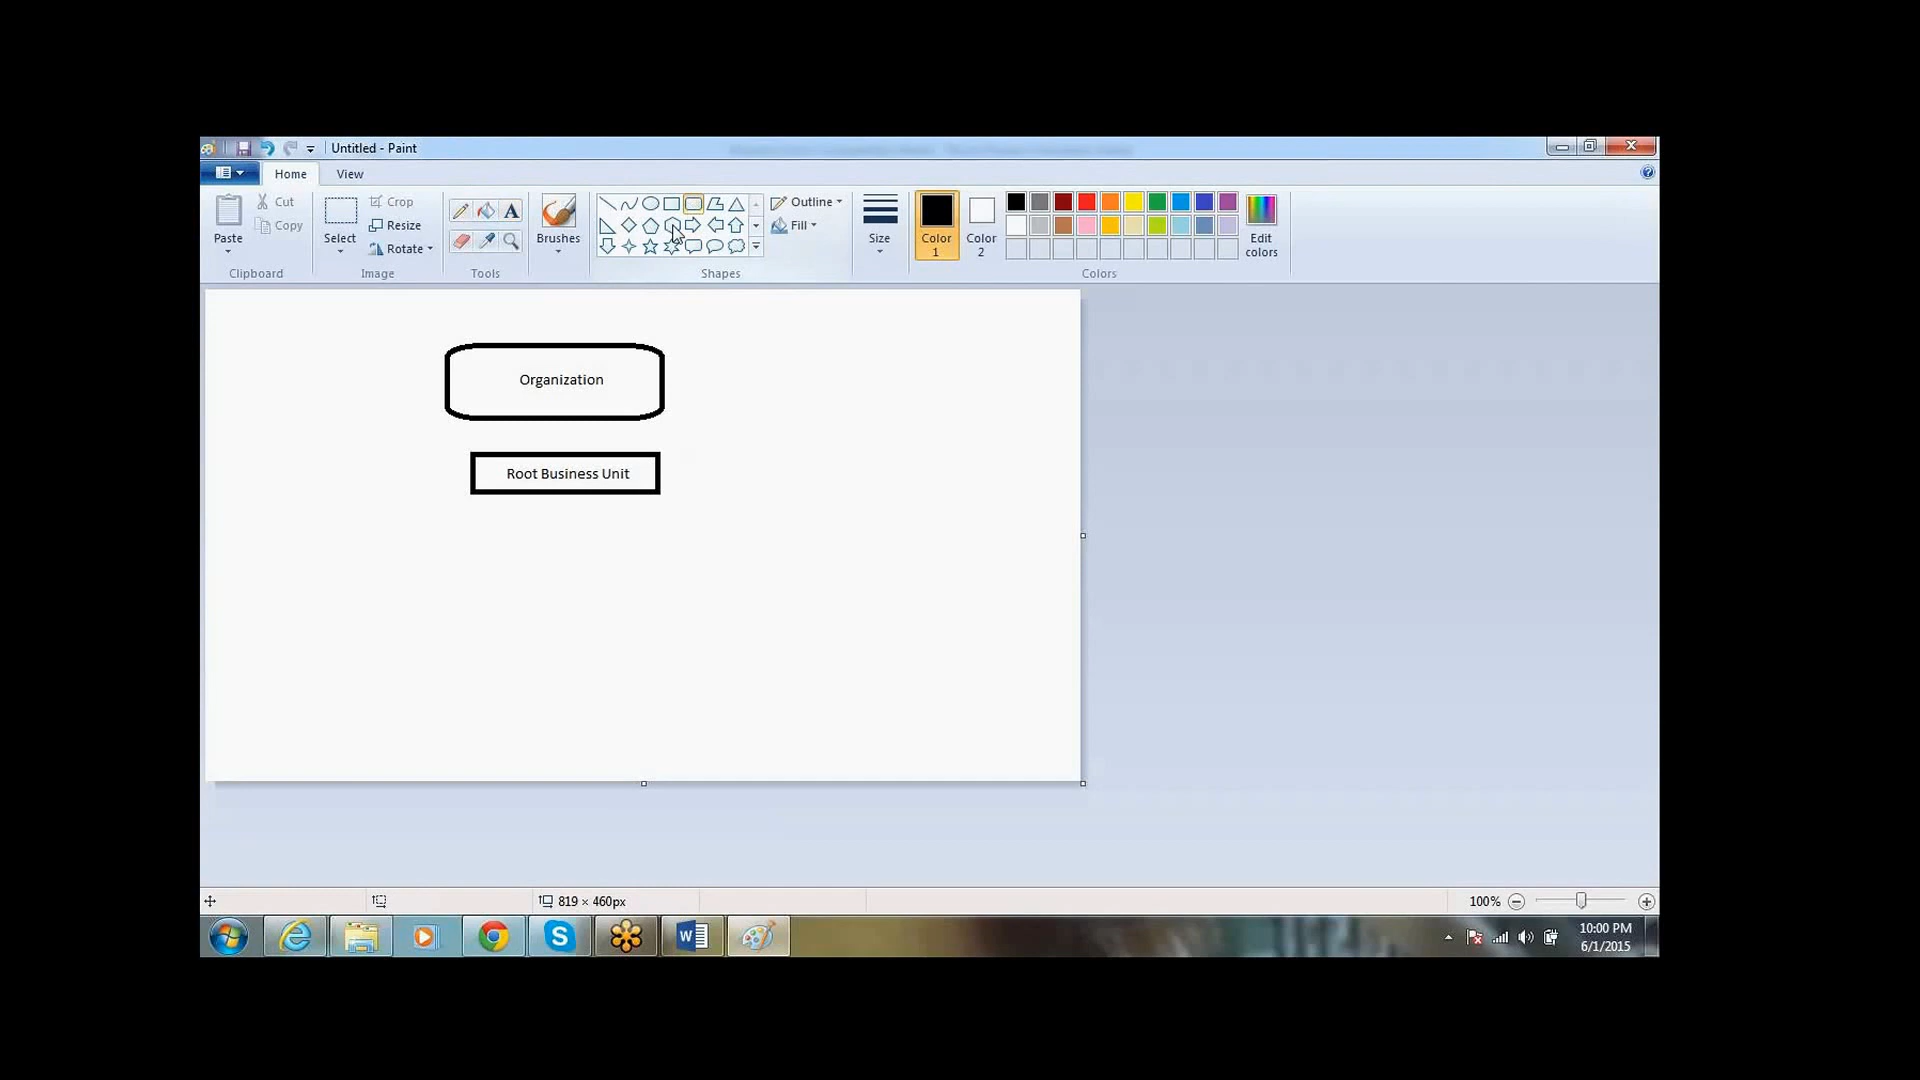 Untitled - Paint
Home View
Paste
Cut
Copy
Clipboard
Select
Crop
Resize
Rotate
Image
A
Tools
Brushes
Outline
Fill
Shapes
Size
Color 1
Color 2
Edit colors
Colors
Organization
Root Business Unit
819 × 460px
100%
10:00 PM
6/1/2015